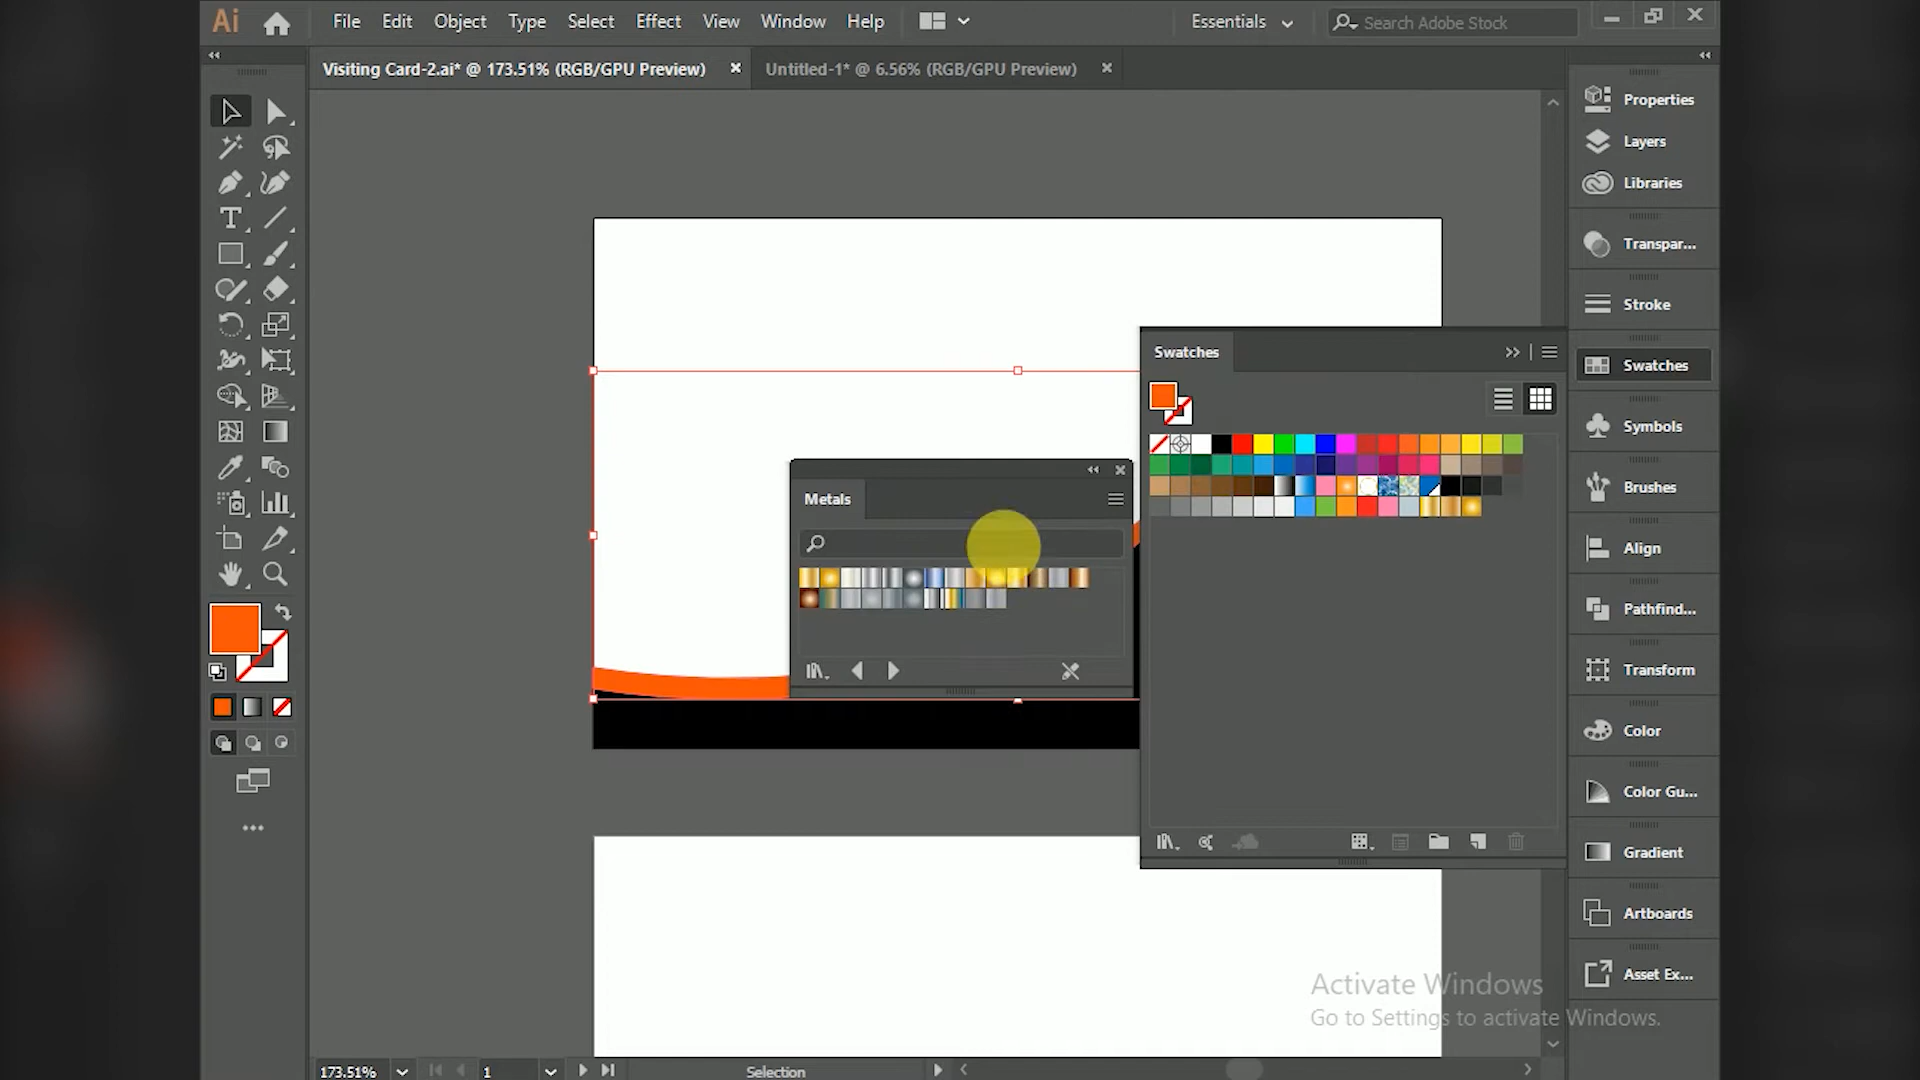 Ai File Edit Object Type Select Effect View Window Help Essentials Search Adobe Stock
Visiting Card-2.ai* @ 173.51% (RGB/GPU Preview) Untitled-1* @ 6.56% (RGB/GPU Preview)
Properties
Layers
Libraries
Transpar...
Stroke
Swatches
Swatches
Symbols
Brushes
Metals
Align
Pathfind...
Transform
Color
Color Gu...
Gradient
Artboards
Asset Ex...
Activate Windows
Go to Settings to activate Windows.
173.51% 1 Selection